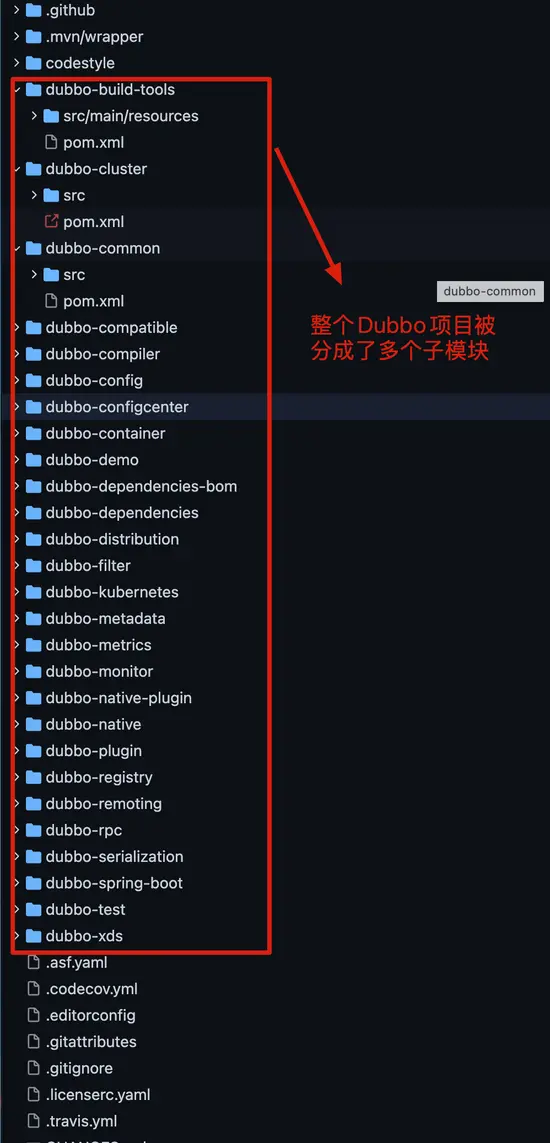 .github
.mvn/wrapper
codestyle
dubbo-build-tools
src/main/resources
pom.xml
dubbo-cluster
src
pom.xml
dubbo-common
src
dubbo-common
pom.xml
整个Dubbo项目被
分成了多个子模块
dubbo-compatible
dubbo-compiler
dubbo-config
dubbo-configcenter
dubbo-container
dubbo-demo
dubbo-dependencies-bom
dubbo-dependencies
dubbo-distribution
dubbo-filter
dubbo-kubernetes
dubbo-metadata
dubbo-metrics
dubbo-monitor
dubbo-native-plugin
dubbo-native
dubbo-plugin
dubbo-registry
dubbo-remoting
dubbo-rpc
dubbo-serialization
dubbo-spring-boot
dubbo-test
dubbo-xds
.asf.yaml
.codecov.yml
.editorconfig
.gitattributes
.gitignore
.licenserc.yaml
.travis.yml